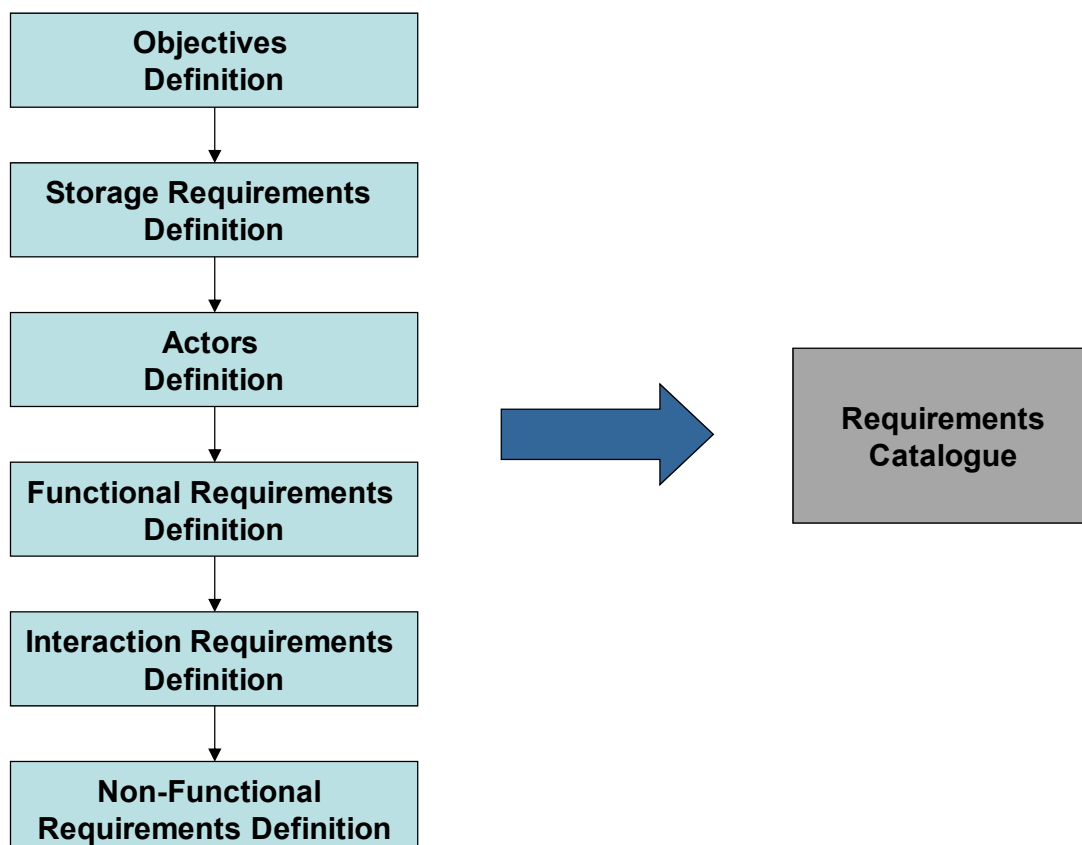 Objectives
Definition
Storage Requirements
Definition
Actors
Definition
Functional Requirements
Definition
Interaction Requirements
Definition
Non-Functional
Requirements Definition
Requirements
Catalogue